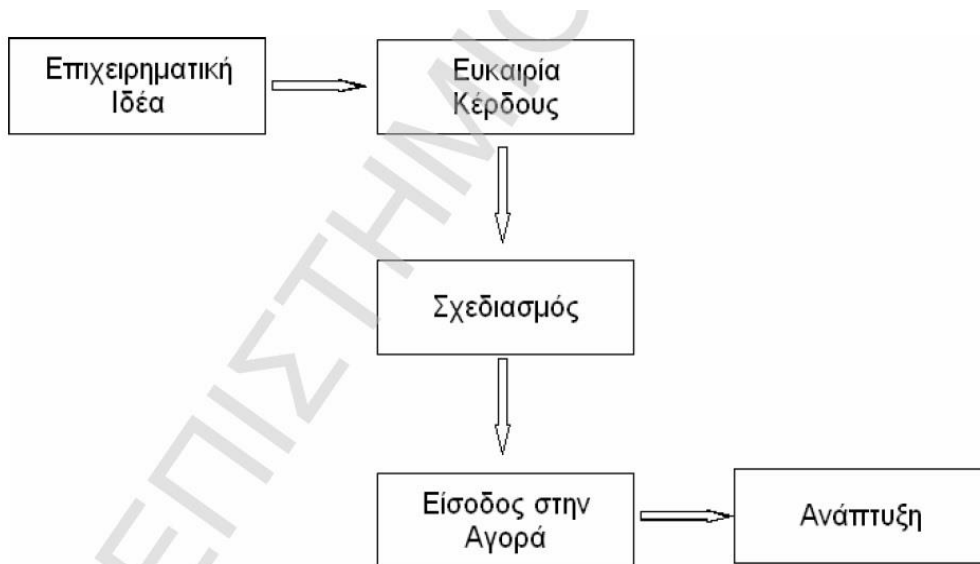 Επιχειρηματική
Ιδέα
Ευκαιρία
Κέρδους
Σχεδιασμός
Είσοδος στην
Αγορά
Ανάπτυξη